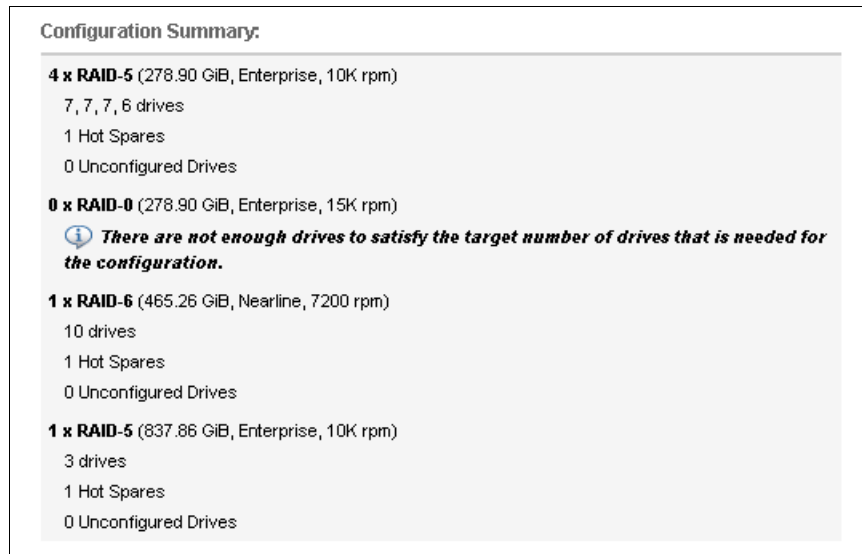 Configuration Summary:
4 x RAID-5 (278.90 GiB, Enterprise, 10K rpm)
7, 7, 7, 6 drives
1 Hot Spares
0 Unconfigured Drives
0 x RAID-0 (278.90 GiB, Enterprise, 15K rpm)
There are not enough drives to satisfy the target number of drives that is needed for
the configuration.
1 x RAID-6 (465.26 GiB, Nearline, 7200 rpm)
10 drives
1 Hot Spares
0 Unconfigured Drives
1 x RAID-5 (837.86 GiB, Enterprise, 10K rpm)
3 drives
1 Hot Spares
0 Unconfigured Drives